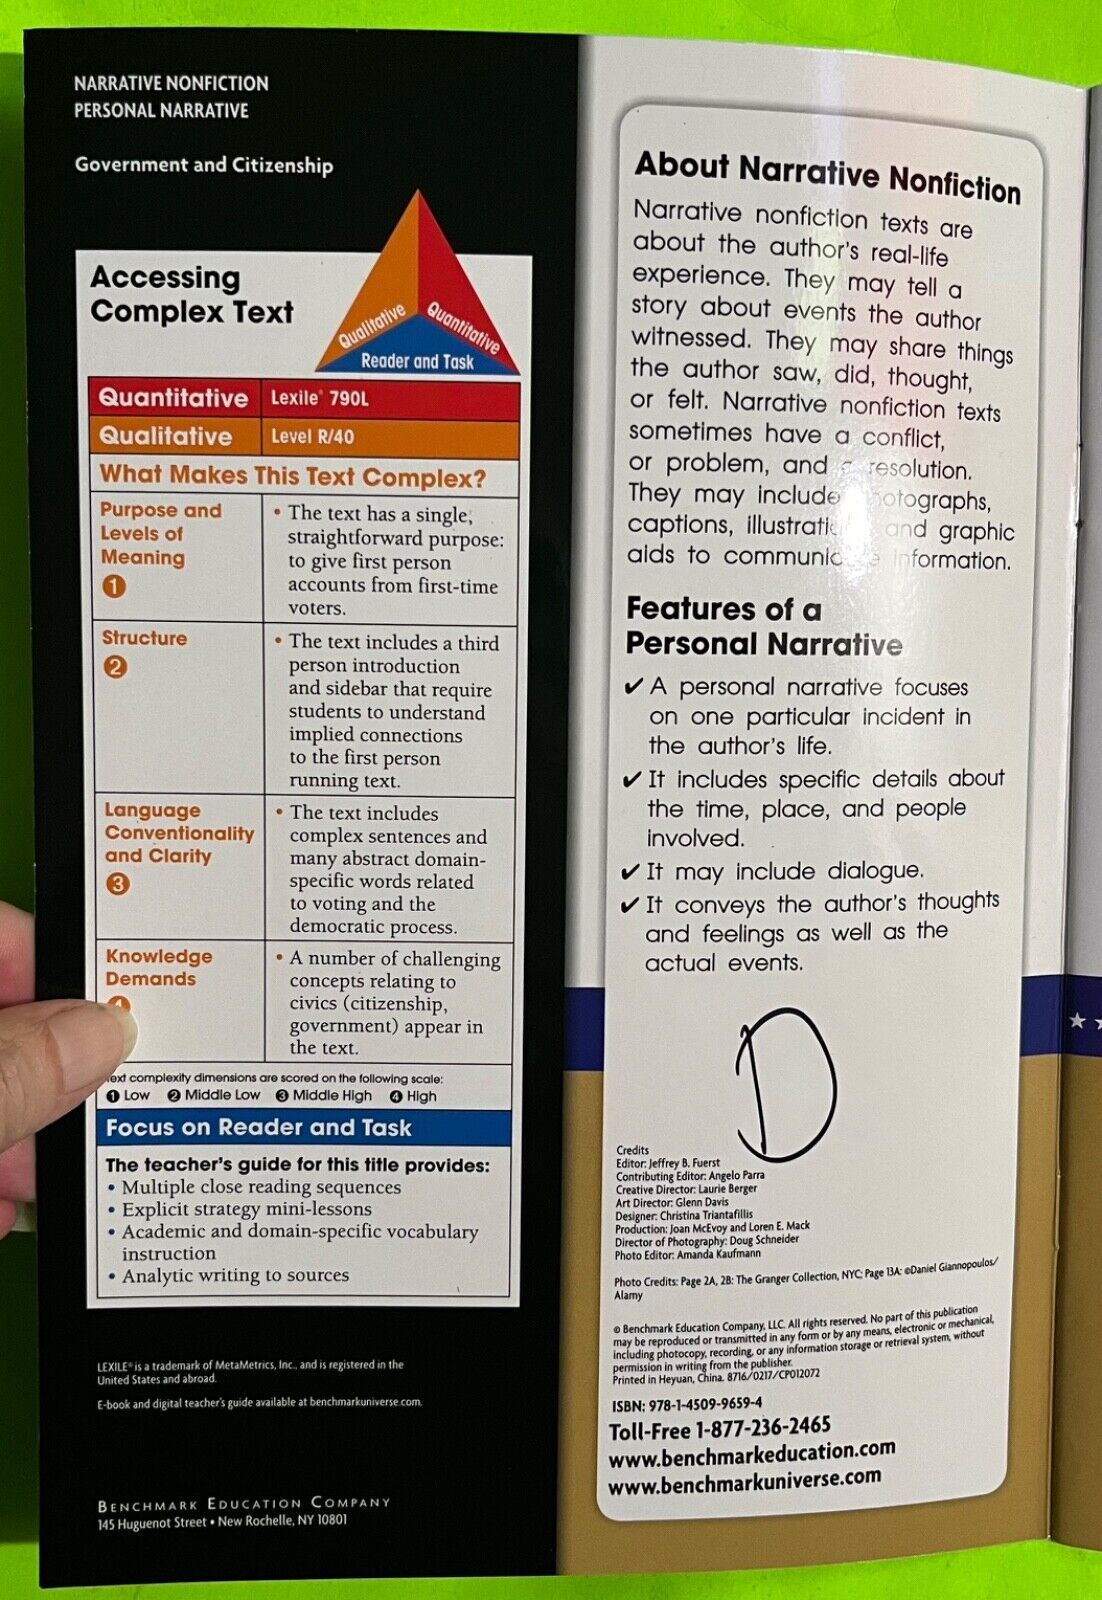 NARRATIVE NONFICTION
PERSONAL NARRATIVE
Government and Citizenship
Accessing
Complex Text
Qualitative
Quantitative
Reader and Task
Quantitative Lexile® 790L
Qualitative Level R/40
What Makes This Text Complex?
Purpose and
Levels of
Meaning
1
• The text has a single,
straightforward purpose:
to give first person
accounts from first-time
voters.
Structure
2
• The text includes a third
person introduction
and sidebar that require
students to understand
implied connections
to the first person
running text.
Language
Conventionality
and Clarity
3
• The text includes
complex sentences and
many abstract domain-
specific words related
to voting and the
democratic process.
Knowledge
Demands
4
• A number of challenging
concepts relating to
civics (citizenship,
government) appear in
the text.
complexity dimensions are scored on the following scale:
1 Low 2 Middle Low 3 Middle High 4 High
Focus on Reader and Task
The teacher's guide for this title provides:
• Multiple close reading sequences
• Explicit strategy mini-lessons
• Academic and domain-specific vocabulary
instruction
• Analytic writing to sources
LEXILE® is a trademark of MetaMetrics, Inc., and is registered in the
United States and abroad.
E-book and digital teacher's guide available at benchmarkuniverse.com.
BENCHMARK EDUCATION COMPANY
145 Huguenot Street • New Rochelle, NY 10801
About Narrative Nonfiction
Narrative nonfiction texts are
about the author's real-life
experience. They may tell a
story about events the author
witnessed. They may share things
the author saw, did, thought,
or felt. Narrative nonfiction texts
sometimes have a conflict,
or problem, and a resolution.
They may include photographs,
captions, illustrations and graphic
aids to communicate information.
Features of a
Personal Narrative
✔ A personal narrative focuses
on one particular incident in
the author's life.
✔ It includes specific details about
the time, place, and people
involved.
✔ It may include dialogue.
✔ It conveys the author's thoughts
and feelings as well as the
actual events.
D
Credits
Editor: Jeffrey B. Fuerst
Contributing Editor: Angelo Parra
Creative Director: Laurie Berger
Art Director: Glenn Davis
Designer: Christina Triantafillis
Production: Joan McEvoy and Loren E. Mack
Director of Photography: Doug Schneider
Photo Editor: Amanda Kaufmann
Photo Credits: Page 2A, 2B: The Granger Collection, NYC; Page 13A: ©Daniel Giannopoulos/
Alamy
© Benchmark Education Company, LLC. All rights reserved. No part of this publication
may be reproduced or transmitted in any form or by any means, electronic or mechanical,
including photocopy, recording, or any information storage or retrieval system, without
permission in writing from the publisher.
Printed in Heyuan, China. 8716/0217/CP012072
ISBN: 978-1-4509-9659-4
Toll-Free 1-877-236-2465
www.benchmarkeducation.com
www.benchmarkuniverse.com